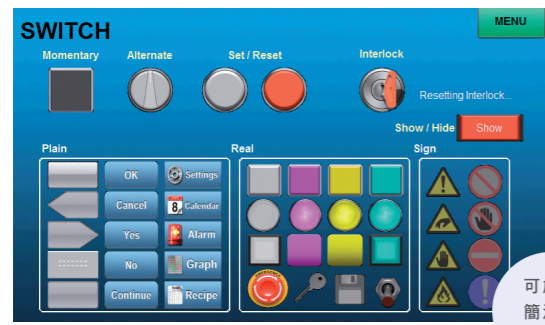 SWITCH
MENU
Momentary
Alternate
Set / Reset
Interlock
Resetting Interlock...
Show / Hide
Show
Plain
Real
Sign
OK
Settings
Cancel
8
Calendar
Yes
Alarm
No
Graph
Continue
Recipe
EMERGENCY
可
簡